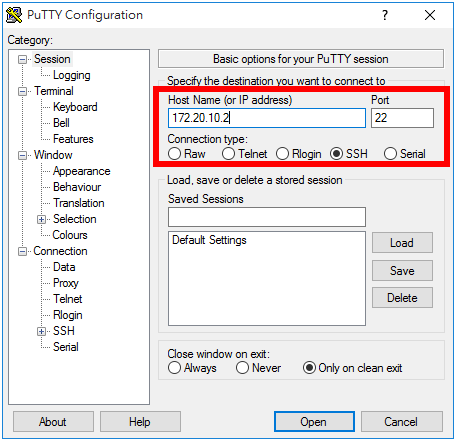 PuTTY Configuration
Category:
Session
Logging
Terminal
Keyboard
Bell
Features
Window
Appearance
Behaviour
Translation
Selection
Colours
Connection
Data
Proxy
Telnet
Rlogin
SSH
Serial
Basic options for your PuTTY session
Specify the destination you want to connect to
Host Name (or IP address) Port
172.20.10.2 22
Connection type:
Raw Telnet Rlogin SSH Serial
Load, save or delete a stored session
Saved Sessions
Default Settings
Load
Save
Delete
Close window on exit:
Always Never Only on clean exit
About Help Open Cancel